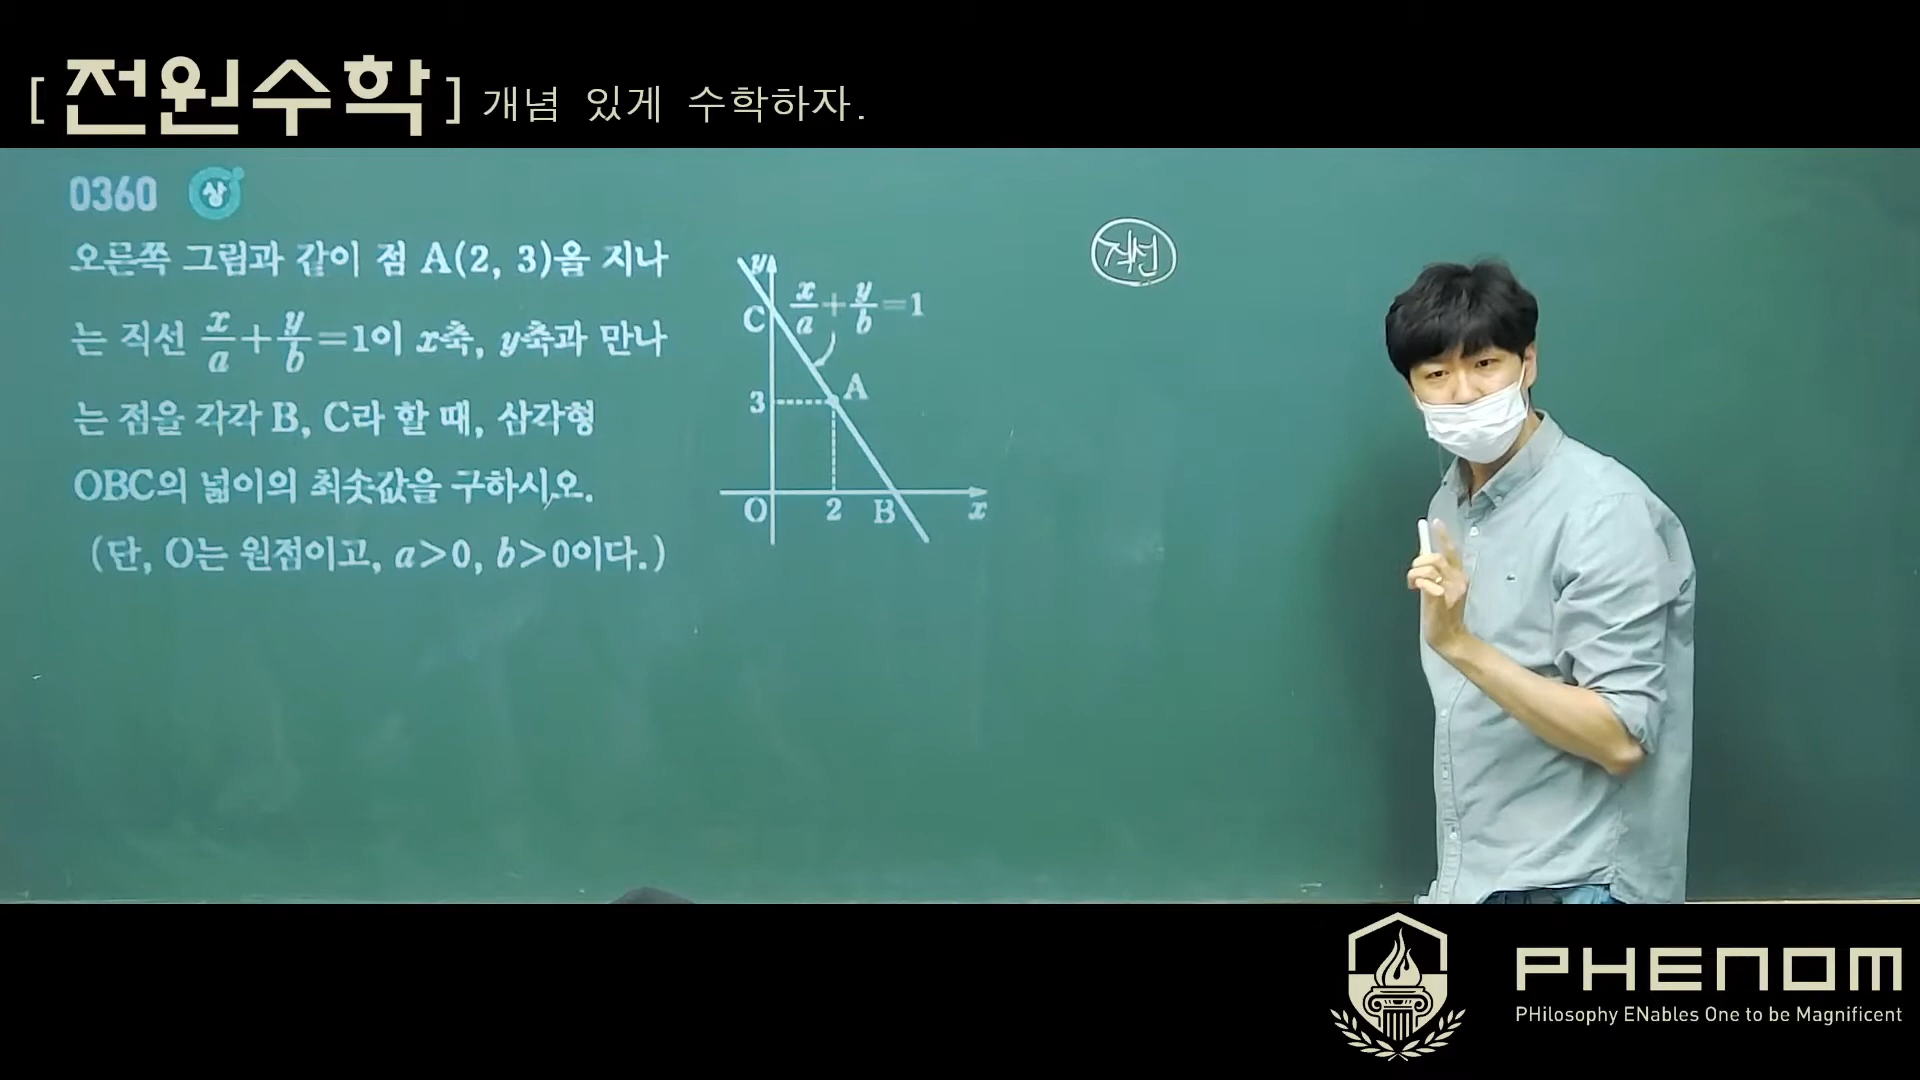 [전원수학] 개념 있게 수학하자.
0360 상
오른쪽 그림과 같이 점 A(2, 3)을 지나
는 직선 x/a+y/b=1이 x축, y축과 만나
는 점을 각각 B, C라 할 때, 삼각형
OBC의 넓이의 최솟값을 구하시오.
(단, O는 원점이고, a>0, b>0이다.)
y
C
x/a+y/b=1
A
3
O 2 B x
직선
PHENOM
PHilosophy ENables One to be Magnificent